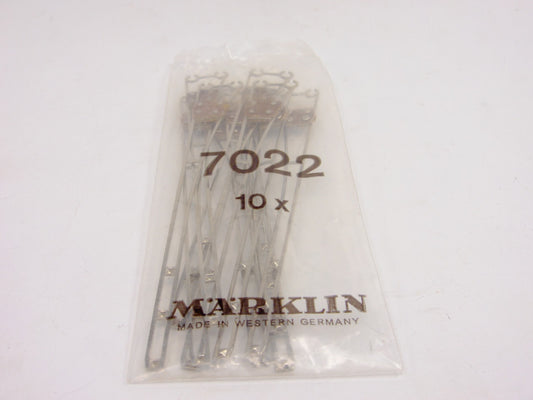 7022
10 x
MÄRKLIN
MADE IN WESTERN GERMANY